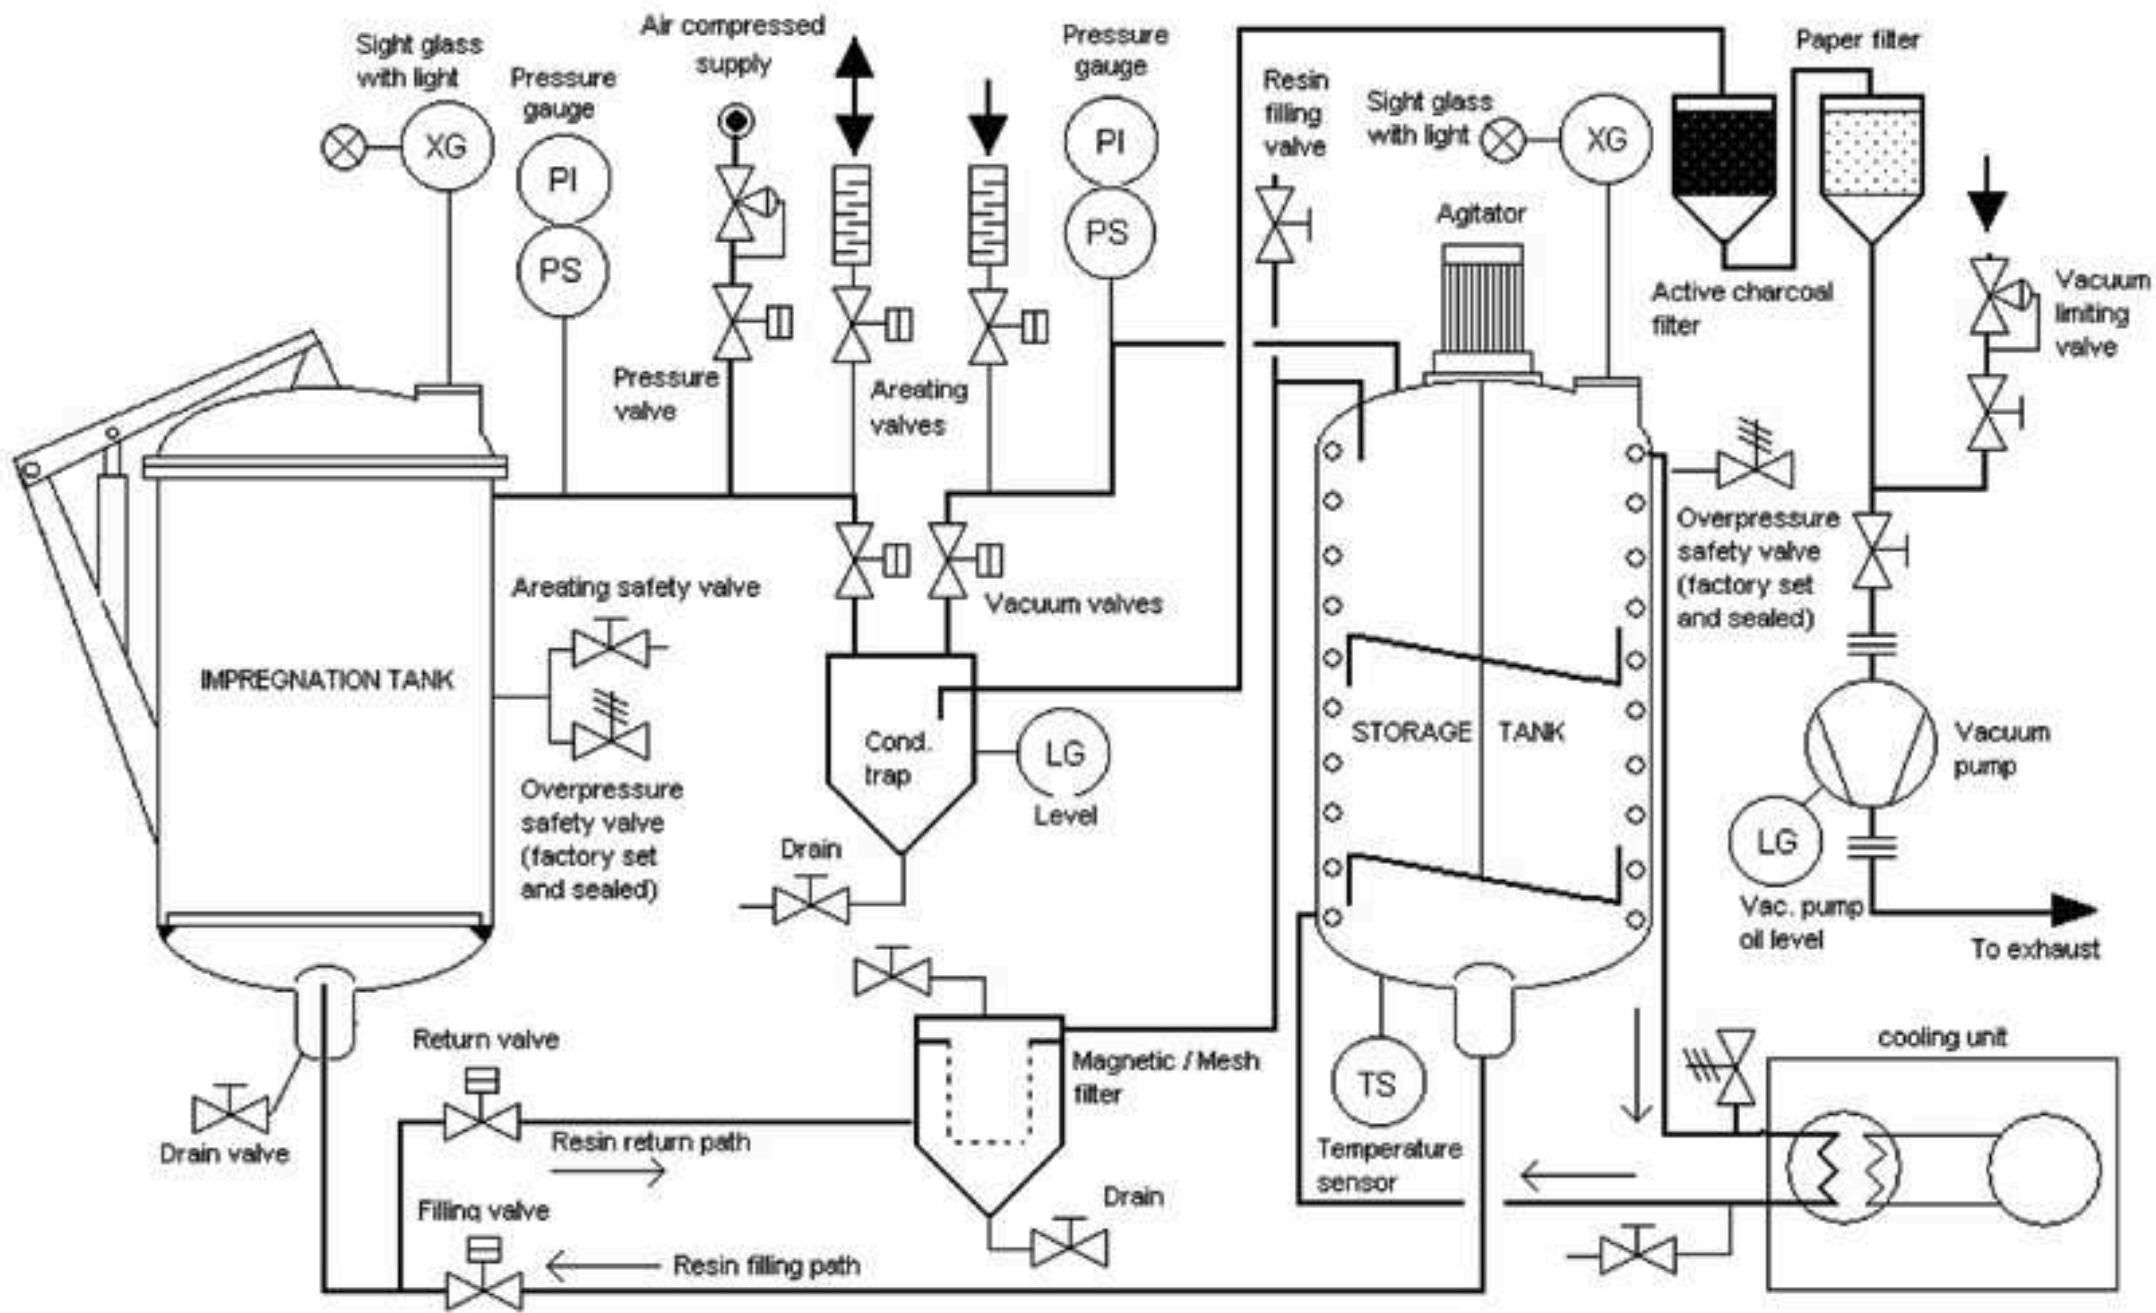 Sight glass
with light
XG
Pressure
gauge
PI
PS
Air compressed
supply
Pressure
valve
Areating
valves
Pressure
gauge
PI
PS
Resin
filling
valve
Sight glass
with light
XG
Agitator
Paper filter
Active charcoal
filter
Vacuum
limiting
valve
Overpressure
safety valve
(factory set
and sealed)
IMPREGNATION TANK
Areating safety valve
Overpressure
safety valve
(factory set
and sealed)
Vacuum valves
Cond.
trap
LG
Level
Drain
STORAGE TANK
Vacuum
pump
LG
Vac. pump
oil level
To exhaust
Drain valve
Return valve
Resin return path
Filling valve
Resin filling path
Magnetic / Mesh
filter
Drain
TS
Temperature
sensor
cooling unit